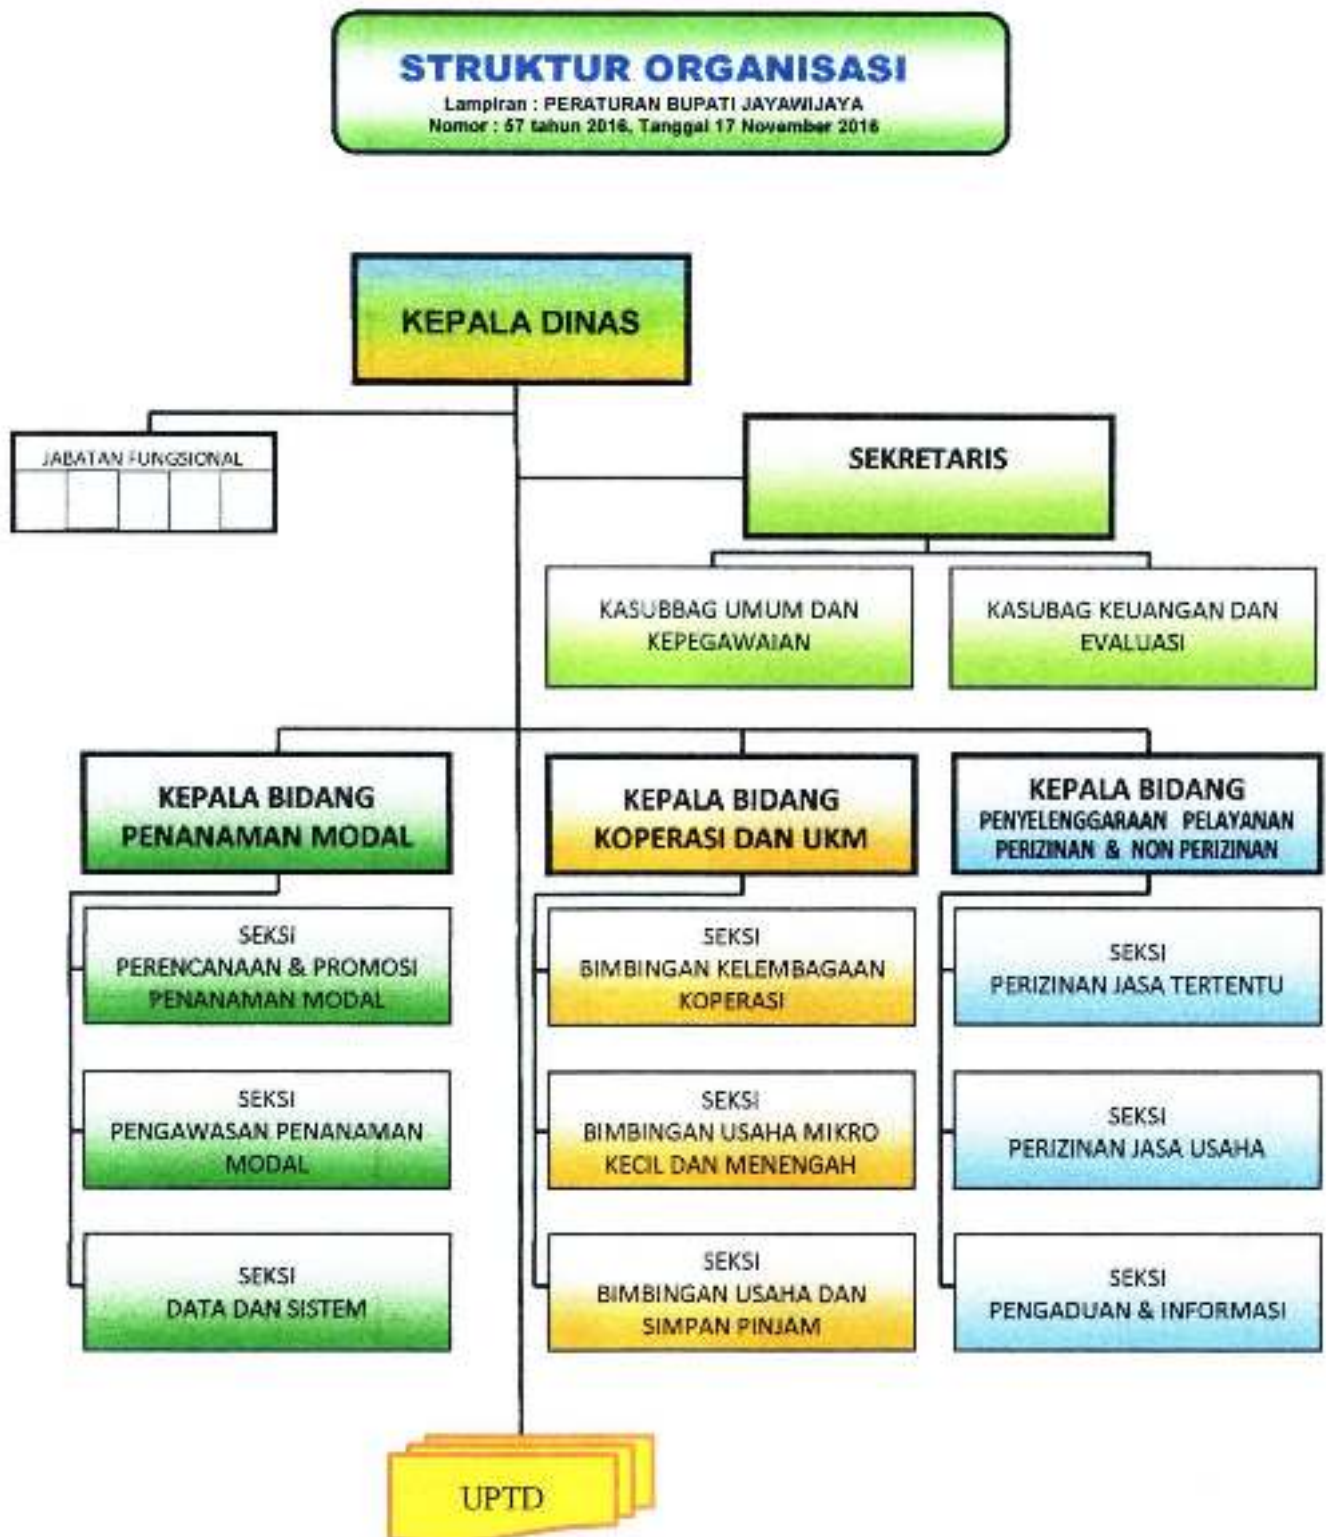 STRUKTUR ORGANISASI
Lampiran : PERATURAN BUPATI JAYAWIJAYA
Nomor : 57 tahun 2016, Tanggal 17 November 2016
KEPALA DINAS
JABATAN FUNGSIONAL
SEKRETARIS
KASUBBAG UMUM DAN
KEPEGAWAIAN
KASUBAG KEUANGAN DAN
EVALUASI
KEPALA BIDANG
PENANAMAN MODAL
KEPALA BIDANG
KOPERASI DAN UKM
KEPALA BIDANG
PENYELENGGARAAN PELAYANAN
PERIZINAN & NON PERIZINAN
SEKSI
PERENCANAAN & PROMOSI
PENANAMAN MODAL
SEKSI
BIMBINGAN KELEMBAGAAN
KOPERASI
SEKSI
PERIZINAN JASA TERTENTU
SEKSI
PENGAWASAN PENANAMAN
MODAL
SEKSI
BIMBINGAN USAHA MIKRO
KECIL DAN MENENGAH
SEKSI
PERIZINAN JASA USAHA
SEKSI
DATA DAN SISTEM
SEKSI
BIMBINGAN USAHA DAN
SIMPAN PINJAM
SEKSI
PENGADUAN & INFORMASI
UPTD